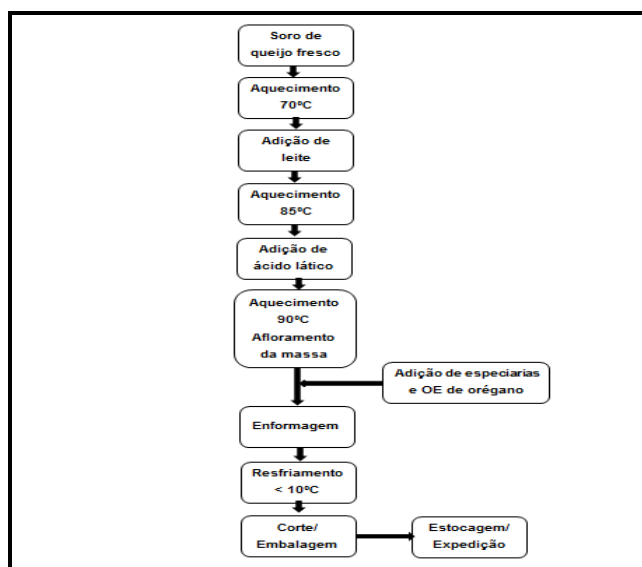 Soro de
queijo fresco
Aquecimento
70ºC
Adição de
leite
Aquecimento
85ºC
Adição de
ácido lático
Aquecimento
90ºC
Afloramento
da massa
Adição de especiarias
e OE de orégano
Enformagem
Resfriamento
< 10ºC
Corte/
Embalagem
Estocagem/
Expedição